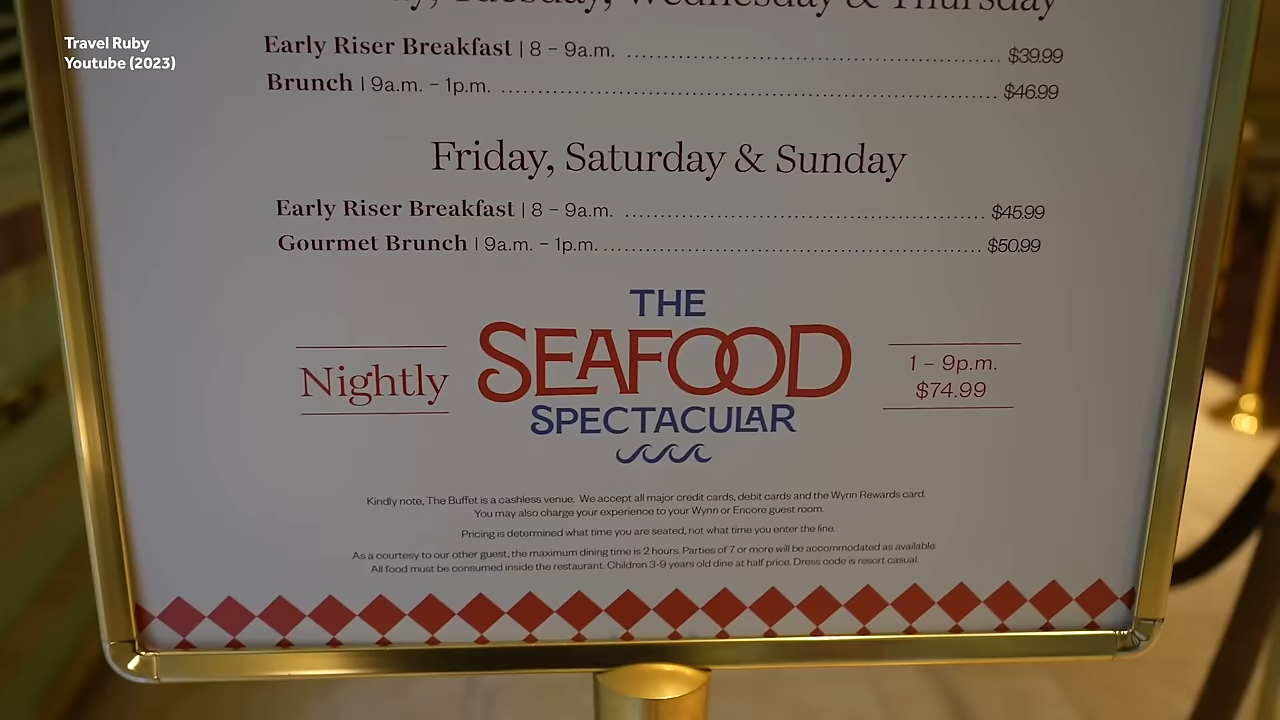 Travel Ruby
Youtube (2023)
Tuesday, Wednesday & Thursday
Early Riser Breakfast | 8 – 9a.m. $39.99
Brunch | 9a.m. – 1p.m. $46.99
Friday, Saturday & Sunday
Early Riser Breakfast | 8 – 9a.m. $45.99
Gourmet Brunch | 9a.m. – 1p.m. $50.99
Nightly
THE
SEAFOOD
SPECTACULAR
1 – 9p.m.
$74.99
Kindly note, The Buffet is a cashless venue. We accept all major credit cards, debit cards and the Wynn Rewards card.
You may also charge your experience to your Wynn or Encore guest room.
Pricing is determined what time you are seated, not what time you enter the line.
As a courtesy to our other guest, the maximum dining time is 2 hours. Parties of 7 or more will be accommodated as available.
All food must be consumed inside the restaurant. Children 3-9 years old dine at half price. Dress code is resort casual.